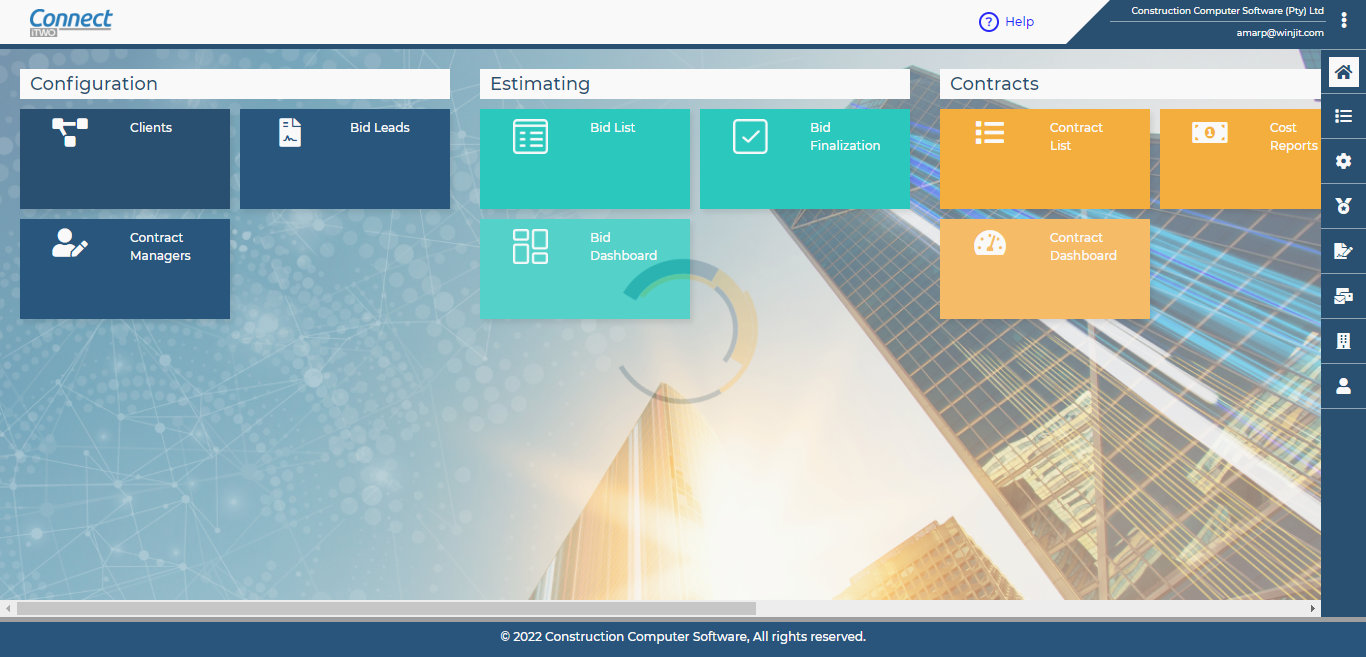 Connect
iTWO
? Help
Construction Computer Software (Pty) Ltd
amarp@winjit.com
Configuration
Estimating
Contracts
Clients
Bid Leads
Bid List
Bid
Finalization
Contract
List
1
Cost
Reports
Contract
Managers
Bid
Dashboard
Contract
Dashboard
© 2022 Construction Computer Software, All rights reserved.